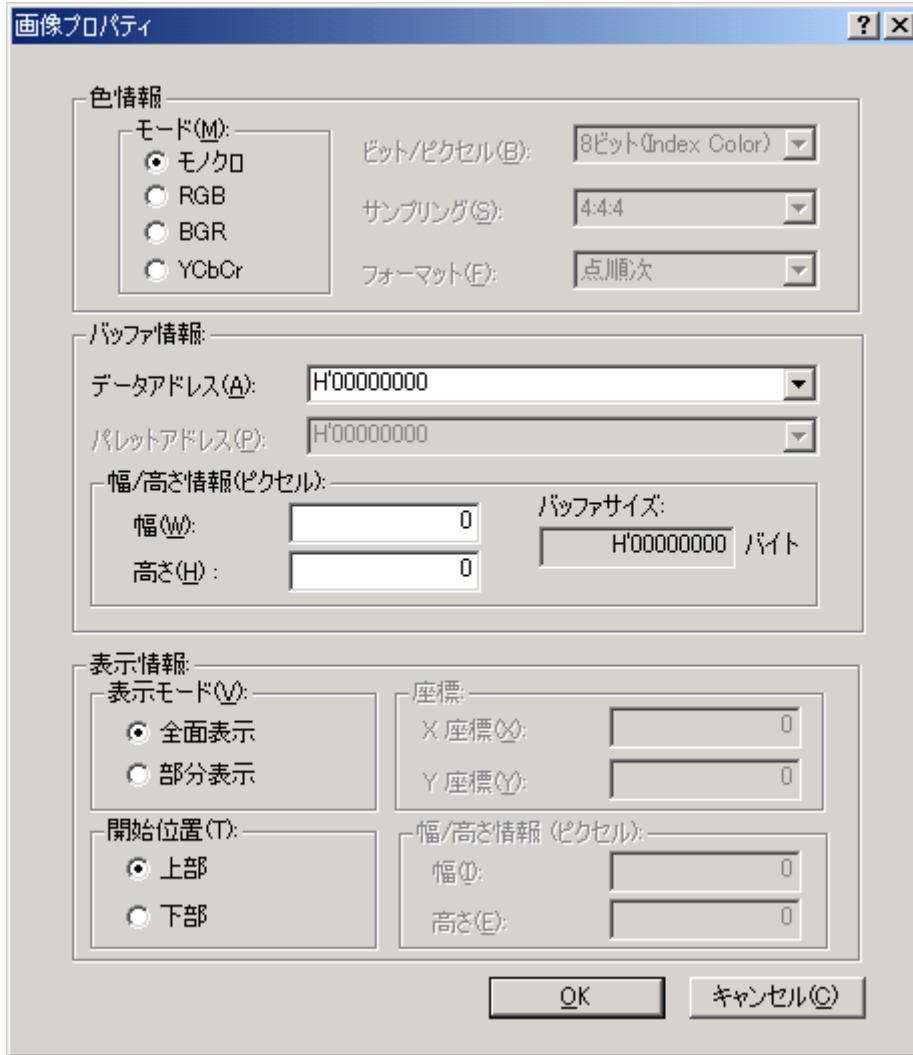 画像プロパティ
色情報
モード(M):
モノクロ
RGB
BGR
YCbCr
ビット/ピクセル(B):
8ビット(Index Color)
サンプリング(S):
4:4:4
フォーマット(F):
点順次
バッファ情報:
データアドレス(A):
H'00000000
パレットアドレス(P):
H'00000000
幅/高さ情報(ピクセル):
幅(W):
0
高さ(H) :
0
バッファサイズ:
H'00000000 バイト
表示情報:
表示モード(V):
全面表示
部分表示
座標:
X 座標(X):
0
Y 座標(Y):
0
開始位置(T):
上部
下部
幅/高さ情報 (ピクセル):
幅(I):
0
高さ(E):
0
OK
キャンセル(C)